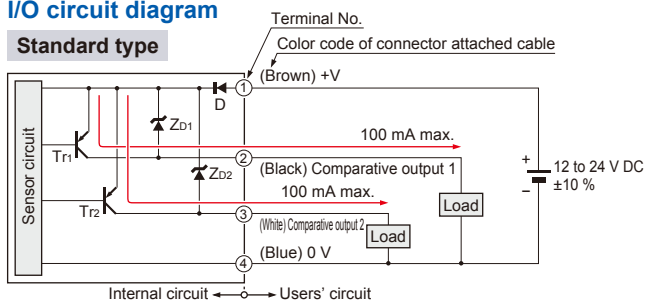 I/O circuit diagram
Terminal No.
Standard type
Color code of connector attached cable
1 (Brown) +V
D
ZD1
100 mA max.
Tr1
2
(Black) Comparative output 1
+
12 to 24 V DC
±10 %
−
ZD2
100 mA max.
Load
Sensor circuit
Tr2
3
(White) Comparative output 2
Load
(Blue) 0 V
4
Internal circuit
Users' circuit